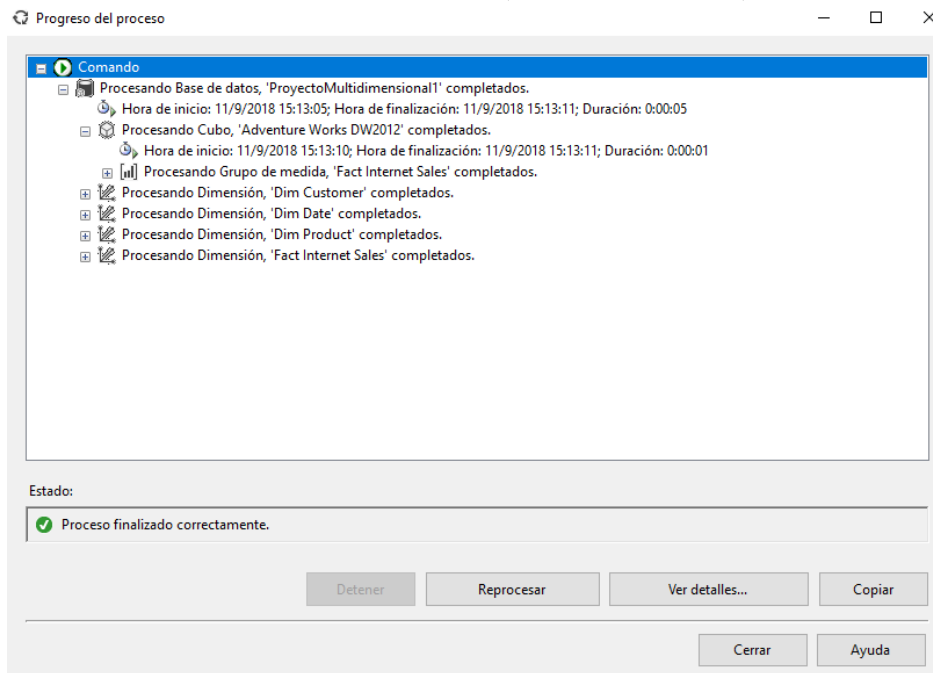 Progreso del proceso
Comando
Procesando Base de datos, 'ProyectoMultidimensional1' completados.
Hora de inicio: 11/9/2018 15:13:05; Hora de finalización: 11/9/2018 15:13:11; Duración: 0:00:05
Procesando Cubo, 'Adventure Works DW2012' completados.
Hora de inicio: 11/9/2018 15:13:10; Hora de finalización: 11/9/2018 15:13:11; Duración: 0:00:01
Procesando Grupo de medida, 'Fact Internet Sales' completados.
Procesando Dimensión, 'Dim Customer' completados.
Procesando Dimensión, 'Dim Date' completados.
Procesando Dimensión, 'Dim Product' completados.
Procesando Dimensión, 'Fact Internet Sales' completados.
Estado:
Proceso finalizado correctamente.
Detener Reprocesar Ver detalles... Copiar
Cerrar Ayuda